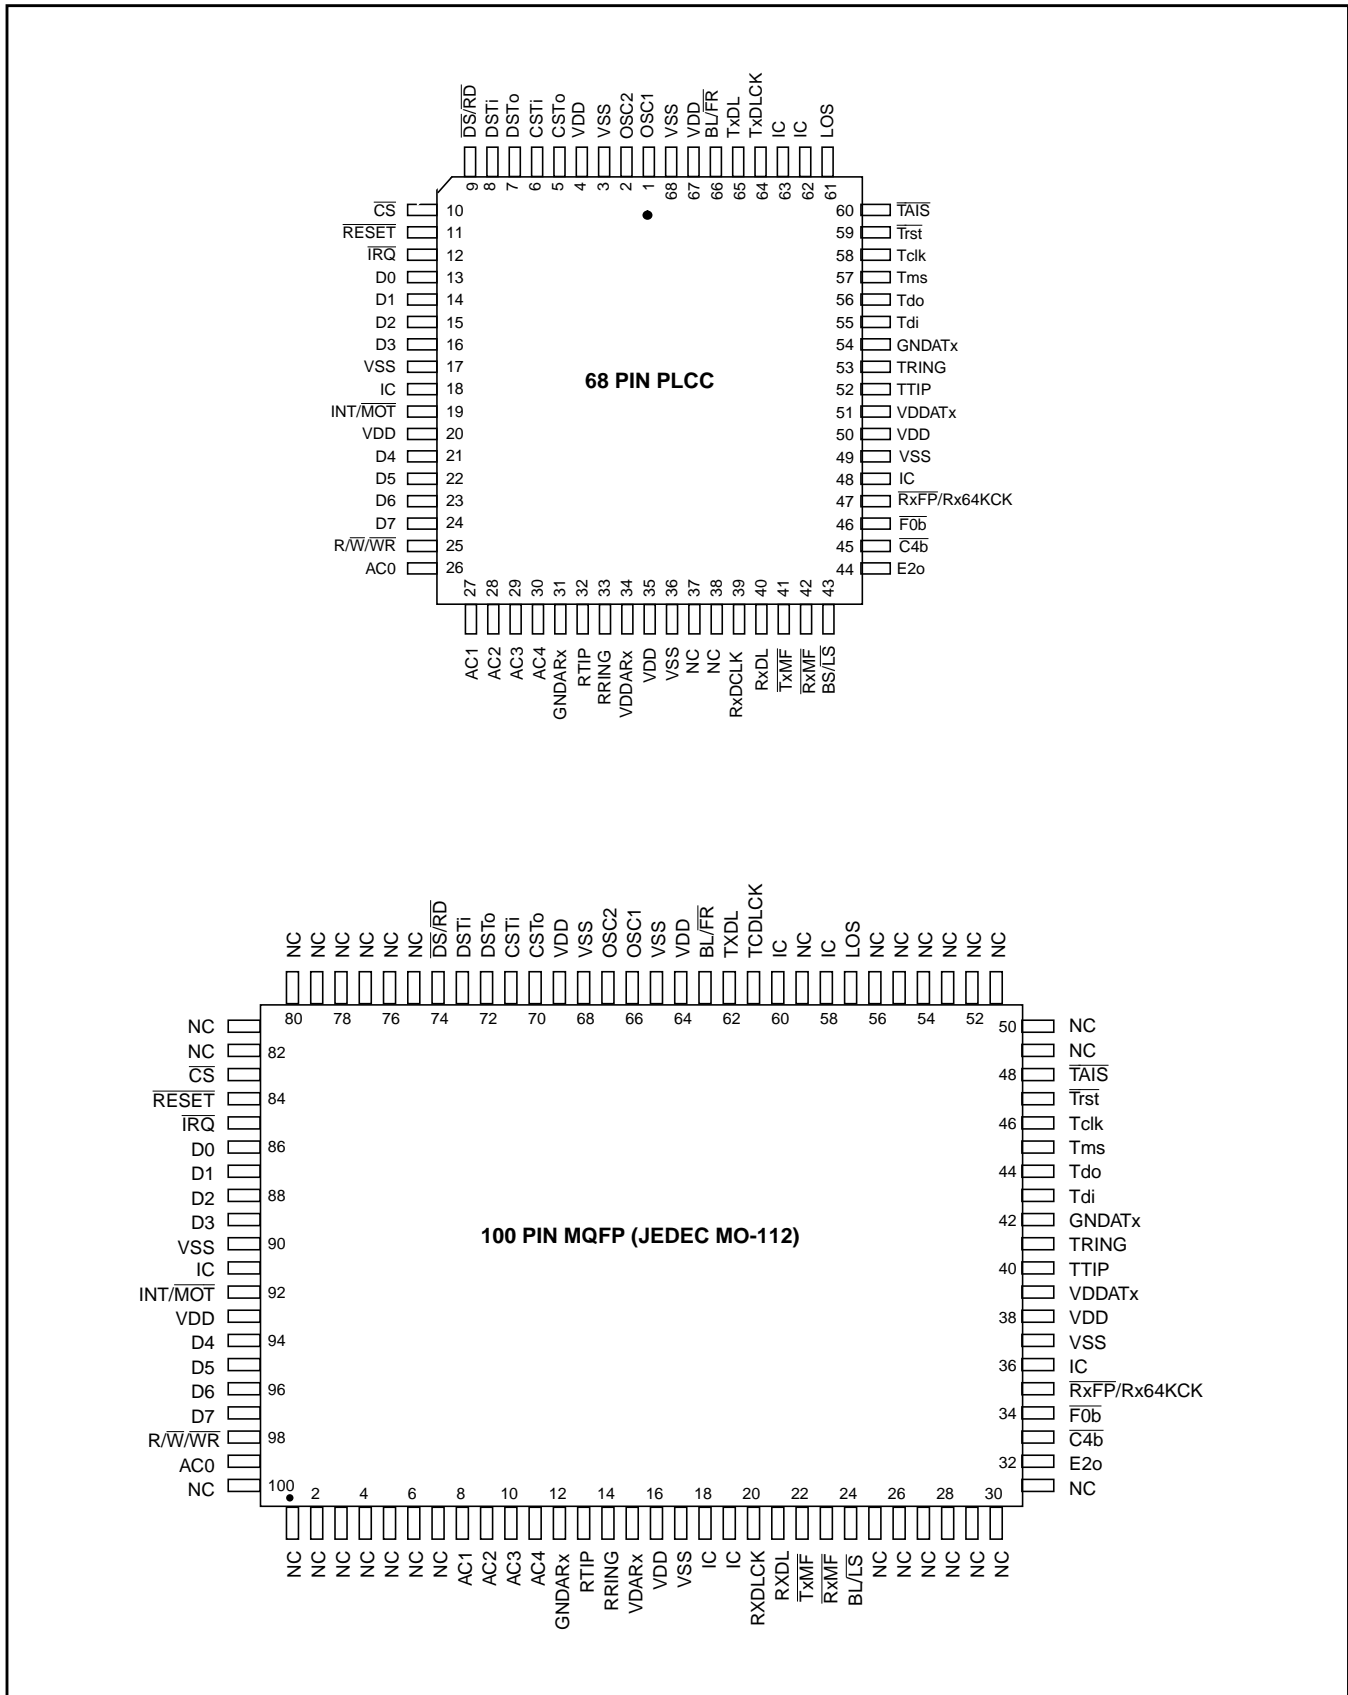 DS/RD
DSTi
DSTo
CSTi
CSTo
VDD
VSS
OSC2
OSC1
VSS
VDD
BL/FR
TxDL
TxDLCK
IC
IC
LOS
9 8 7 6 5 4 3 2 1 68 67 66 65 64 63 62 61
CS 10
RESET 11
IRQ 12
D0 13
D1 14
D2 15
D3 16
VSS 17
IC 18
INT/MOT 19
VDD 20
D4 21
D5 22
D6 23
D7 24
R/W/WR 25
AC0 26
68 PIN PLCC
60 TAIS
59 Trst
58 Tclk
57 Tms
56 Tdo
55 Tdi
54 GNDATx
53 TRING
52 TTIP
51 VDDATx
50 VDD
49 VSS
48 IC
47 RxFP/Rx64KCK
46 F0b
45 C4b
44 E2o
27 28 29 30 31 32 33 34 35 36 37 38 39 40 41 42 43
AC1
AC2
AC3
AC4
GNDARx
RTIP
RRING
VDDARx
VDD
VSS
NC
NC
RxDCLK
RxDL
TxMF
RxMF
BS/LS
NC
NC
NC
NC
NC
NC
DS/RD
DSTi
DSTo
CSTi
CSTo
VDD
VSS
OSC2
OSC1
VSS
VDD
BL/FR
TXDL
TCDLCK
IC
NC
IC
LOS
NC
NC
NC
NC
NC
NC
80 78 76 74 72 70 68 66 64 62 60 58 56 54 52
NC
NC 82
CS
RESET 84
IRQ
D0 86
D1
D2 88
D3
VSS 90
IC
INT/MOT 92
VDD
D4 94
D5
D6 96
D7
R/W/WR 98
AC0
NC 100
100 PIN MQFP (JEDEC MO-112)
50 NC
NC
48 TAIS
Trst
46 Tclk
Tms
44 Tdo
Tdi
42 GNDATx
TRING
40 TTIP
VDDATx
38 VDD
VSS
36 IC
RxFP/Rx64KCK
34 F0b
C4b
32 E2o
NC
2 4 6 8 10 12 14 16 18 20 22 24 26 28 30
NC
NC
NC
NC
NC
NC
NC
AC1
AC2
AC3
AC4
GNDARx
RTIP
RRING
VDARx
VDD
VSS
IC
IC
RXDLCK
RXDL
TxMF
RxMF
BL/LS
NC
NC
NC
NC
NC
NC